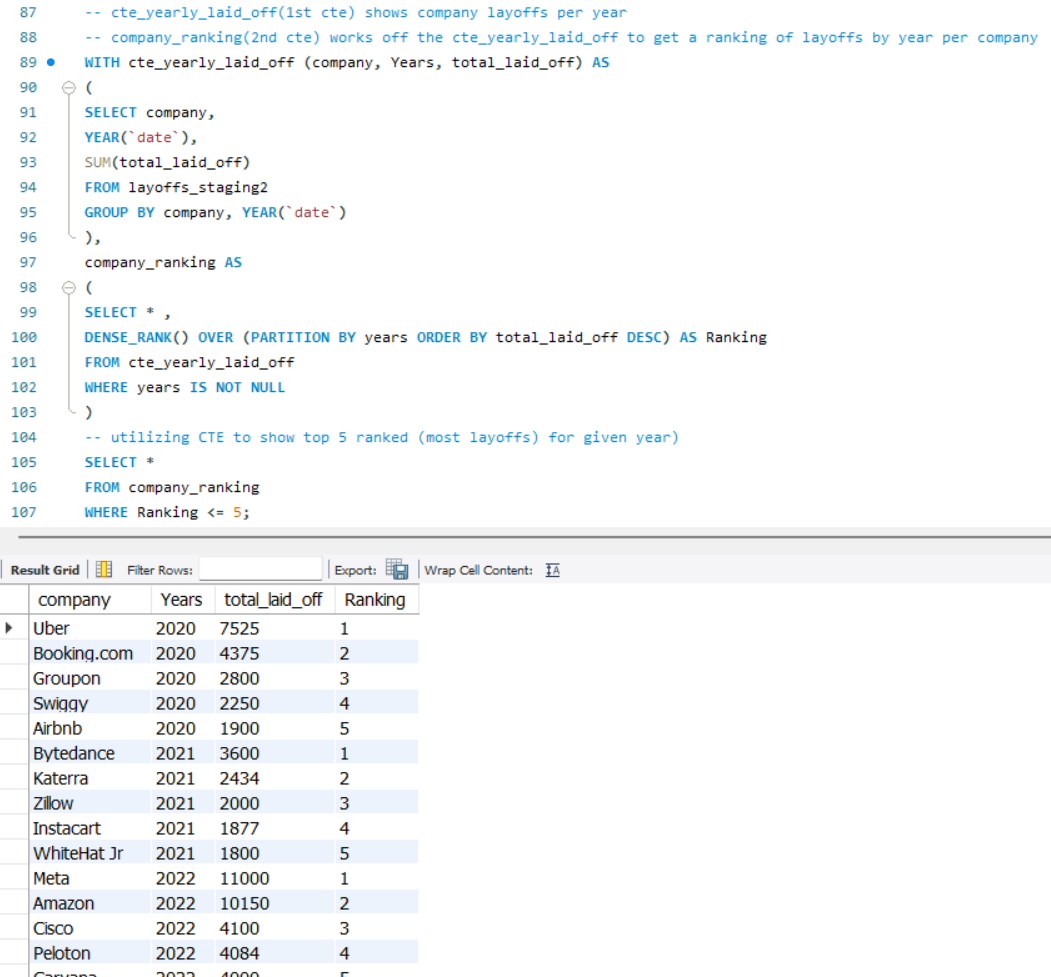 87 -- cte_yearly_laid_off(1st cte) shows company layoffs per year
88 -- company_ranking(2nd cte) works off the cte_yearly_laid_off to get a ranking of layoffs by year per company
89 WITH cte_yearly_laid_off (company, Years, total_laid_off) AS
90 (
91 SELECT company,
92 YEAR(`date`),
93 SUM(total_laid_off)
94 FROM layoffs_staging2
95 GROUP BY company, YEAR(`date`)
96 ),
97 company_ranking AS
98 (
99 SELECT * ,
100 DENSE_RANK() OVER (PARTITION BY years ORDER BY total_laid_off DESC) AS Ranking
101 FROM cte_yearly_laid_off
102 WHERE years IS NOT NULL
103 )
104 -- utilizing CTE to show top 5 ranked (most layoffs) for given year)
105 SELECT *
106 FROM company_ranking
107 WHERE Ranking <= 5;
Result Grid Filter Rows: Export: Wrap Cell Content: IA
company Years total_laid_off Ranking
Uber 2020 7525 1
Booking.com 2020 4375 2
Groupon 2020 2800 3
Swiggy 2020 2250 4
Airbnb 2020 1900 5
Bytedance 2021 3600 1
Katerra 2021 2434 2
Zillow 2021 2000 3
Instacart 2021 1877 4
WhiteHat Jr 2021 1800 5
Meta 2022 11000 1
Amazon 2022 10150 2
Cisco 2022 4100 3
Peloton 2022 4084 4